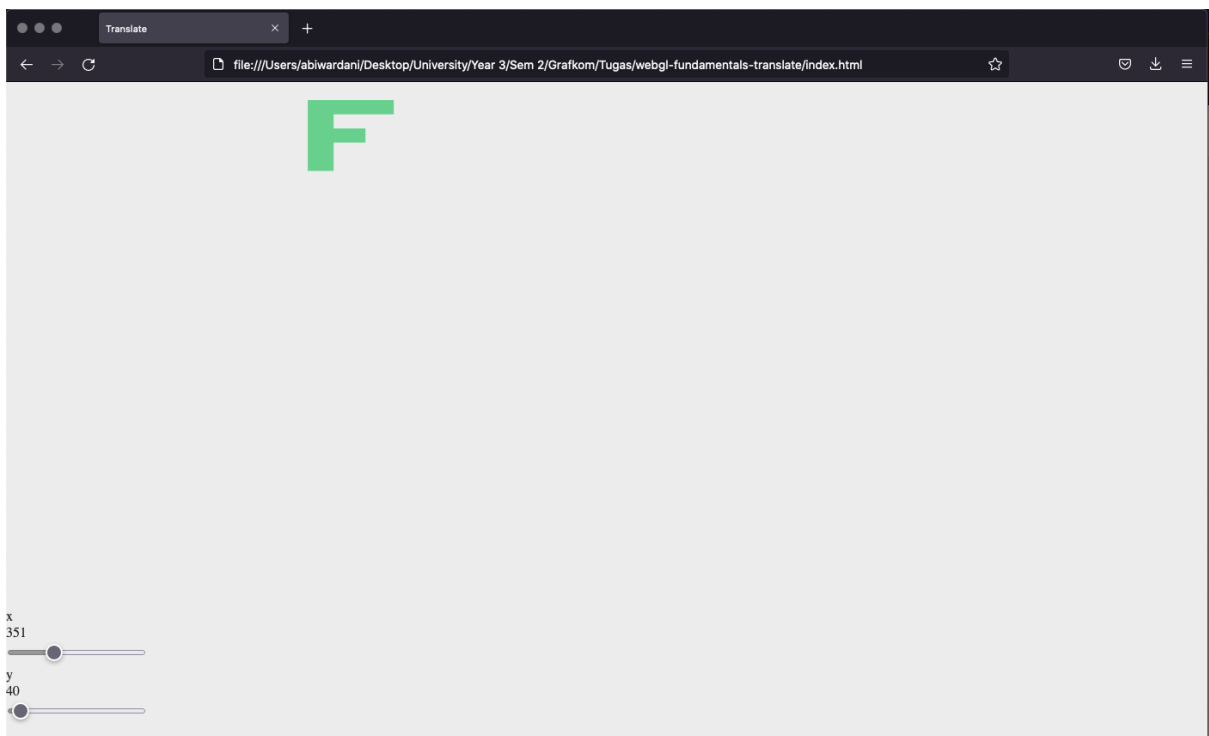 Translate
file:///Users/abiwardani/Desktop/University/Year 3/Sem 2/Grafkom/Tugas/webgl-fundamentals-translate/index.html
F
x
351
y
40